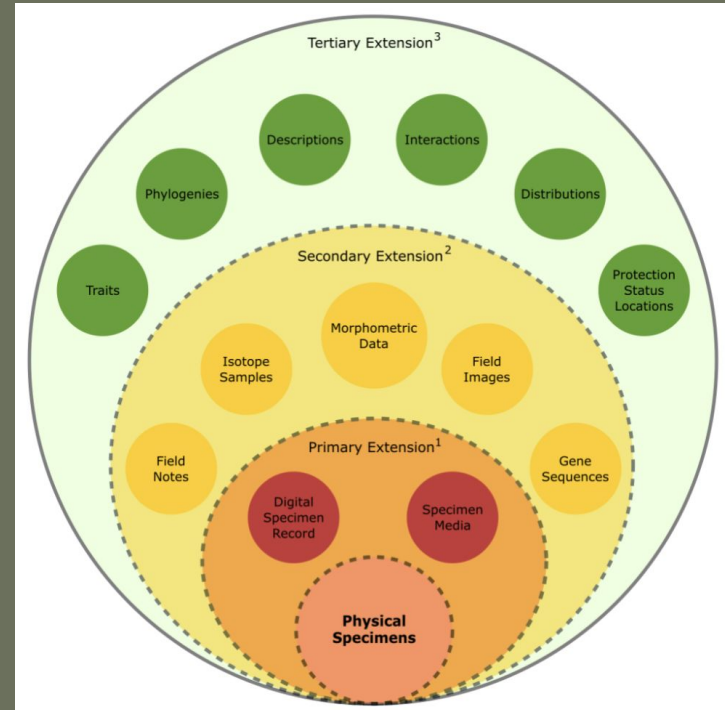 Tertiary Extension³
Descriptions
Interactions
Phylogenies
Distributions
Traits
Protection
Status
Locations
Secondary Extension²
Morphometric
Data
Isotope
Samples
Field
Images
Field
Notes
Gene
Sequences
Primary Extension¹
Digital
Specimen
Record
Specimen
Media
Physical
Specimens